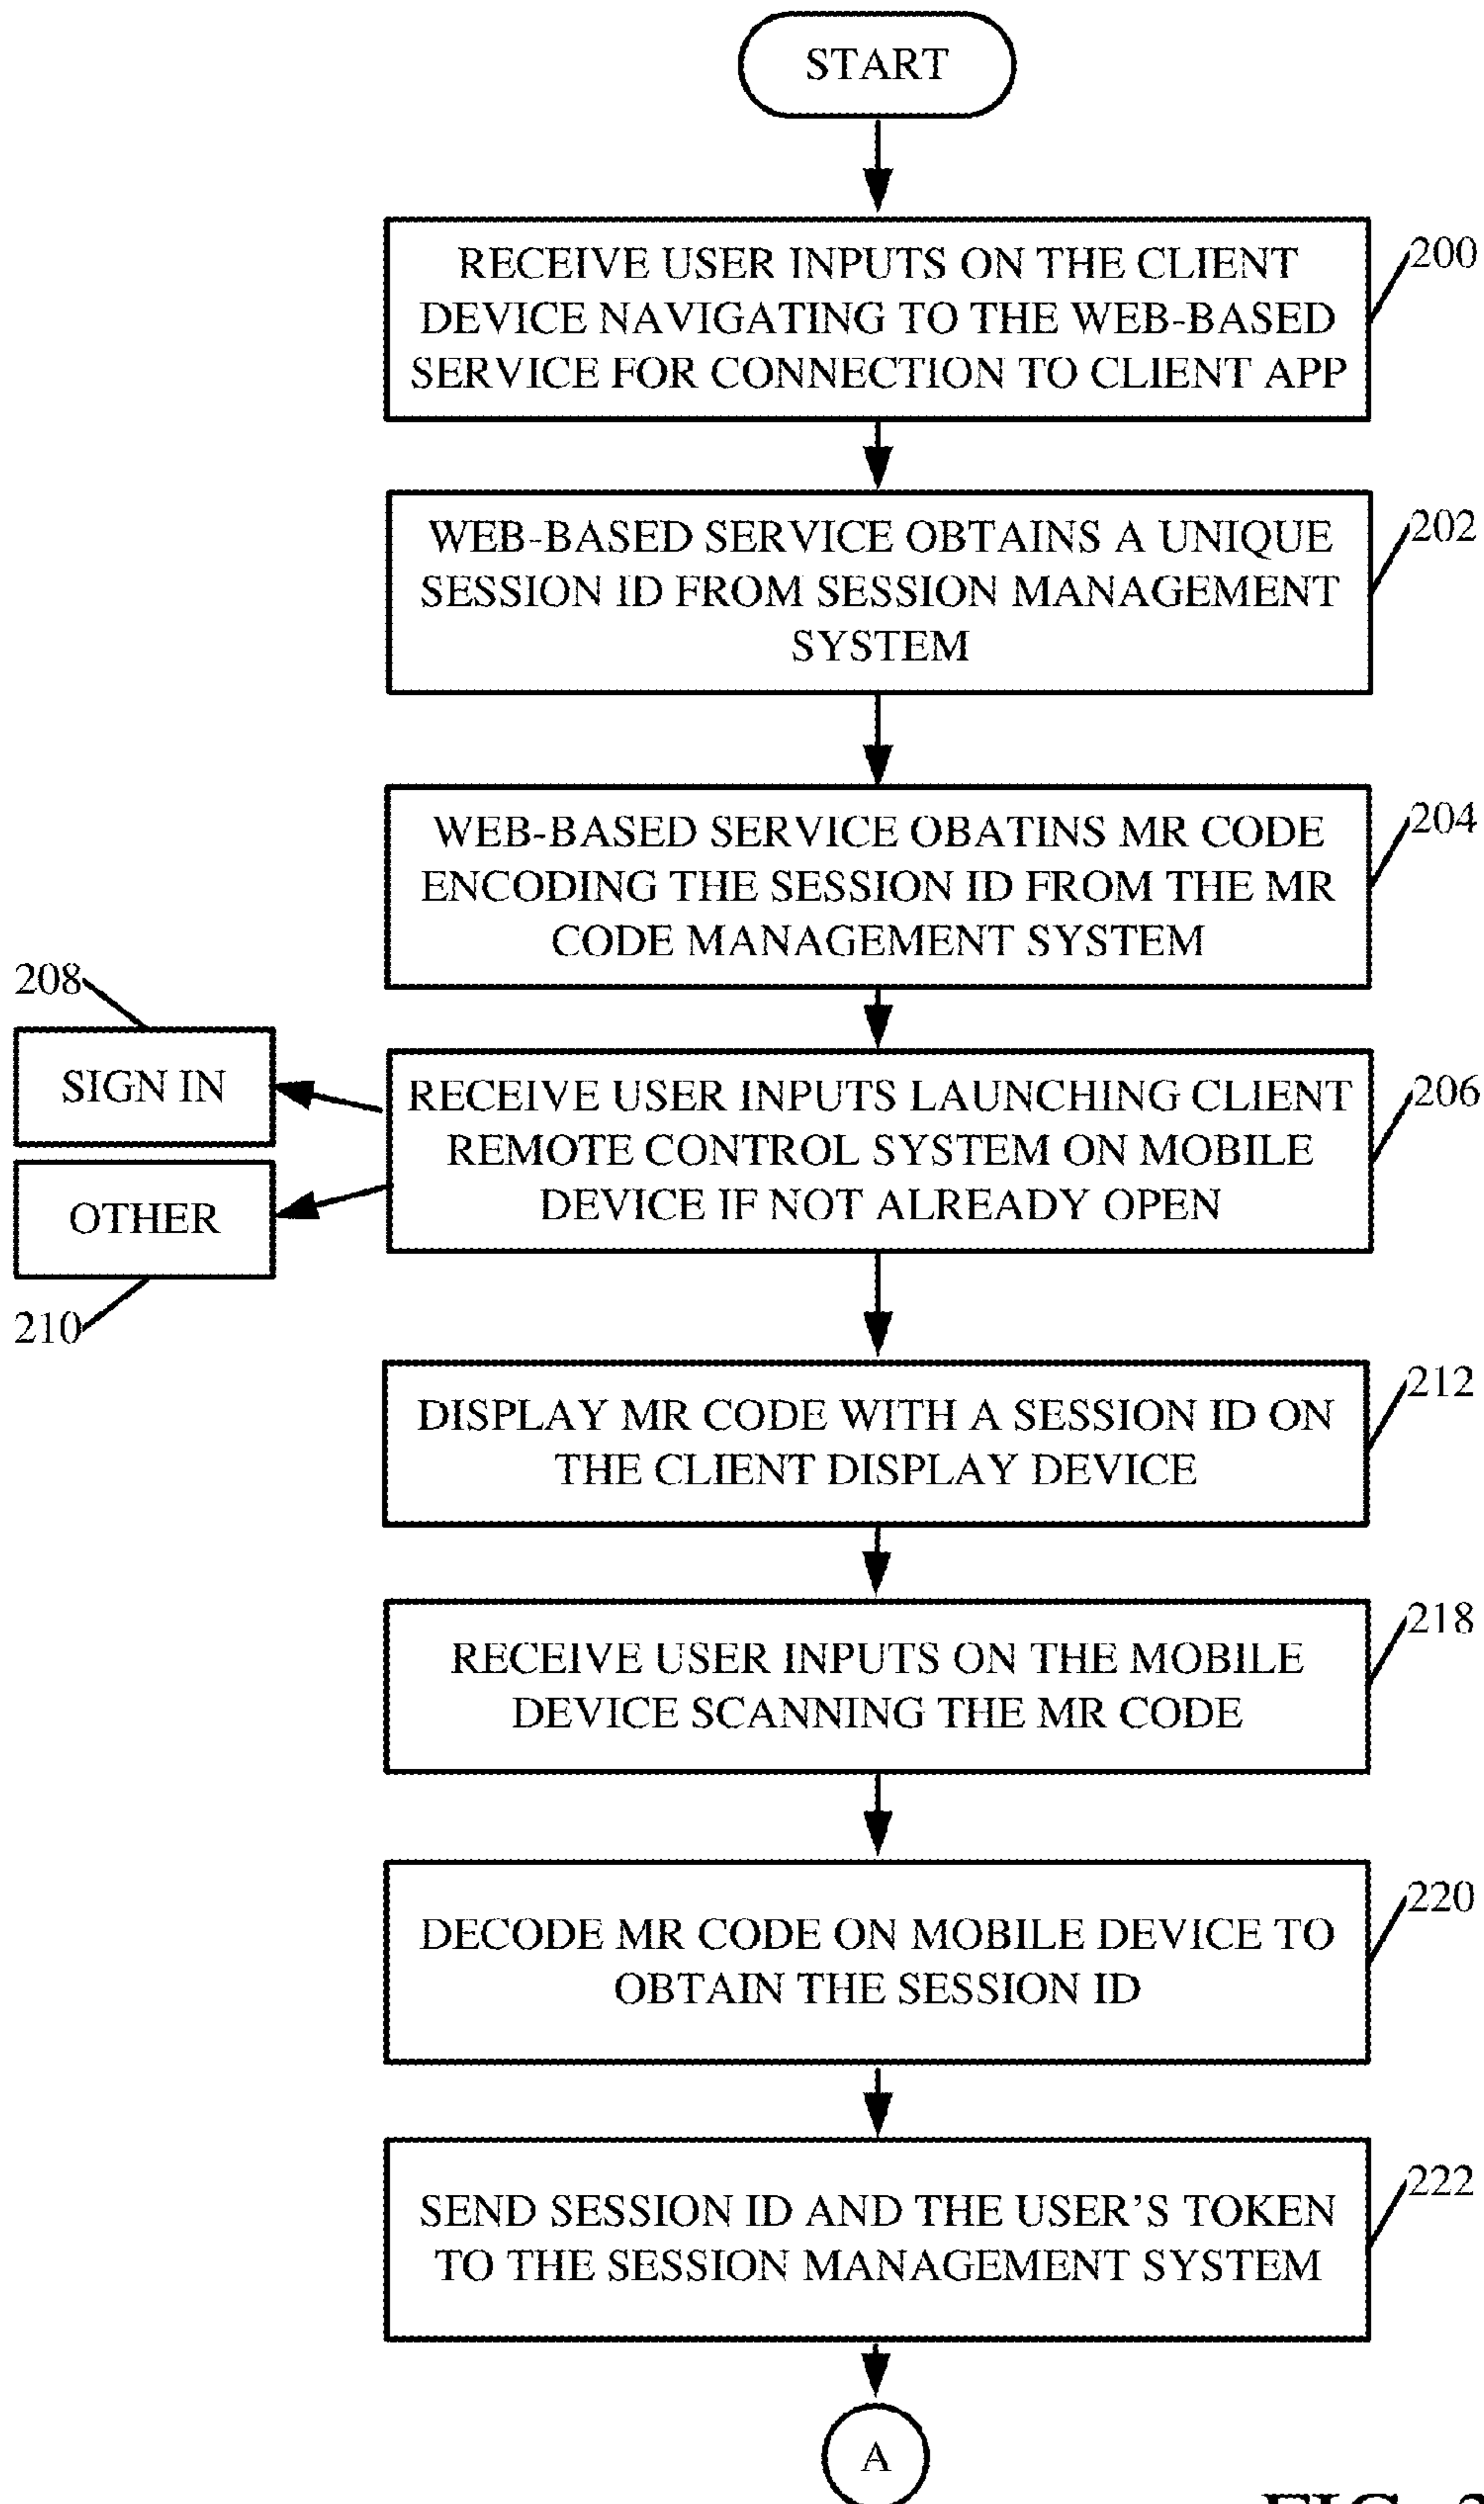 START
RECEIVE USER INPUTS ON THE CLIENT
DEVICE NAVIGATING TO THE WEB-BASED
SERVICE FOR CONNECTION TO CLIENT APP
200
WEB-BASED SERVICE OBTAINS A UNIQUE
SESSION ID FROM SESSION MANAGEMENT
SYSTEM
202
WEB-BASED SERVICE OBATINS MR CODE
ENCODING THE SESSION ID FROM THE MR
CODE MANAGEMENT SYSTEM
204
208
SIGN IN
RECEIVE USER INPUTS LAUNCHING CLIENT
REMOTE CONTROL SYSTEM ON MOBILE
DEVICE IF NOT ALREADY OPEN
206
OTHER
210
DISPLAY MR CODE WITH A SESSION ID ON
THE CLIENT DISPLAY DEVICE
212
RECEIVE USER INPUTS ON THE MOBILE
DEVICE SCANNING THE MR CODE
218
DECODE MR CODE ON MOBILE DEVICE TO
OBTAIN THE SESSION ID
220
SEND SESSION ID AND THE USER'S TOKEN
TO THE SESSION MANAGEMENT SYSTEM
222
A